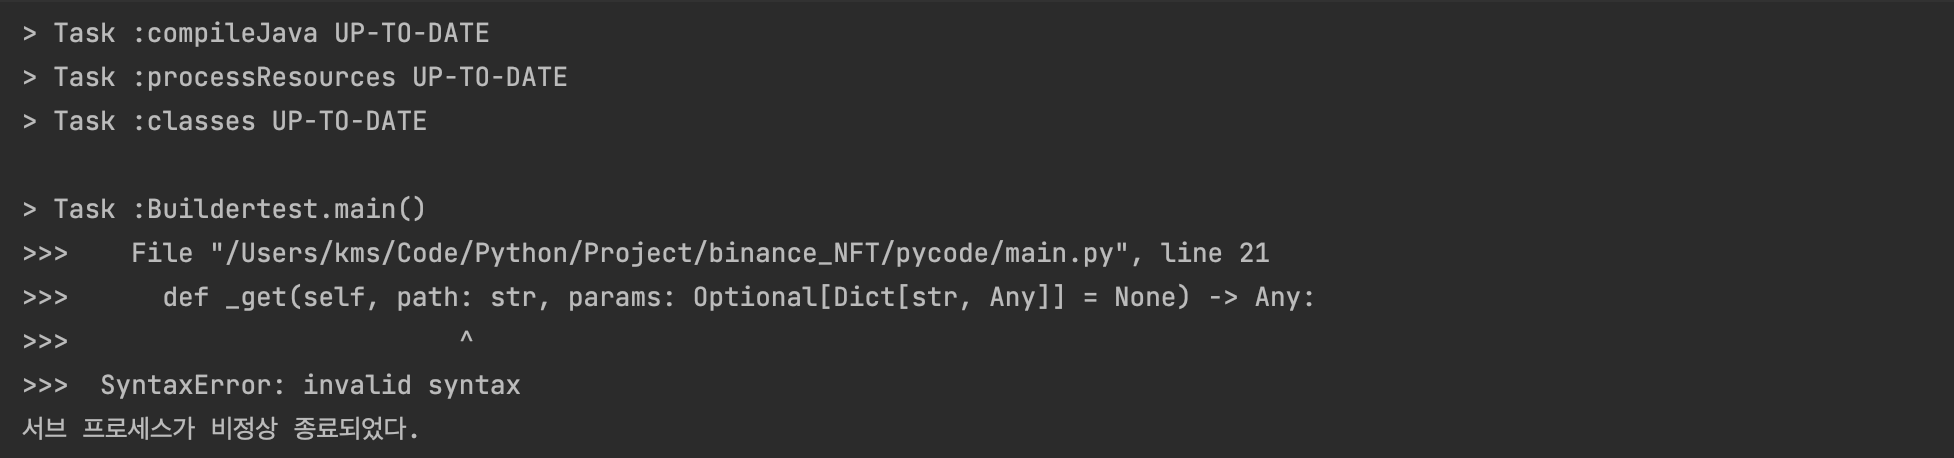 > Task :compileJava UP-TO-DATE
> Task :processResources UP-TO-DATE
> Task :classes UP-TO-DATE
> Task :Buildertest.main()
>>>    File "/Users/kms/Code/Python/Project/binance_NFT/pycode/main.py", line 21
>>>      def _get(self, path: str, params: Optional[Dict[str, Any]] = None) -> Any:
>>>                         ^
>>>  SyntaxError: invalid syntax
서브 프로세스가 비정상 종료되었다.